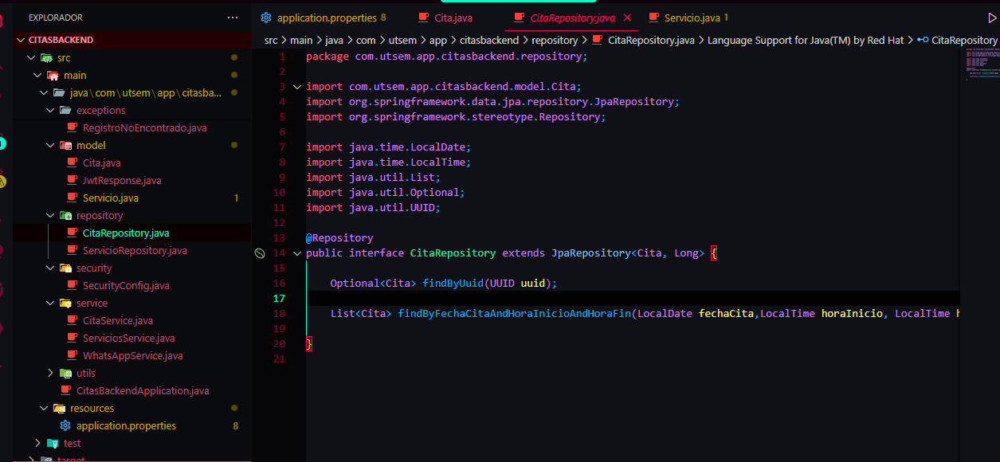 EXPLORADOR
CITASBACKEND
src
main
java\com\utsem\app\citasba...
exceptions
RegistroNoEncontrado.java
model
Cita.java
JwtResponse.java
Servicio.java 1
repository
CitaRepository.java
ServicioRepository.java
security
SecurityConfig.java
service
CitaService.java
ServiciosService.java
WhatsAppService.java
utils
CitasBackendApplication.java
resources
application.properties 8
test
target
application.properties 8
Cita.java
CitaRepository.java
Servicio.java 1
src > main > java > com > utsem > app > citasbackend > repository > CitaRepository.java > Language Support for Java(TM) by Red Hat > CitaRepository
1 package com.utsem.app.citasbackend.repository;
2
3 import com.utsem.app.citasbackend.model.Cita;
4 import org.springframework.data.jpa.repository.JpaRepository;
5 import org.springframework.stereotype.Repository;
6
7 import java.time.LocalDate;
8 import java.time.LocalTime;
9 import java.util.List;
10 import java.util.Optional;
11 import java.util.UUID;
12
13 @Repository
14 public interface CitaRepository extends JpaRepository<Cita, Long> {
15
16 Optional<Cita> findByUuid(UUID uuid);
17
18 List<Cita> findByFechaCitaAndHoraInicioAndHoraFin(LocalDate fechaCita,LocalTime horaInicio, LocalTime h
19
20 }
21